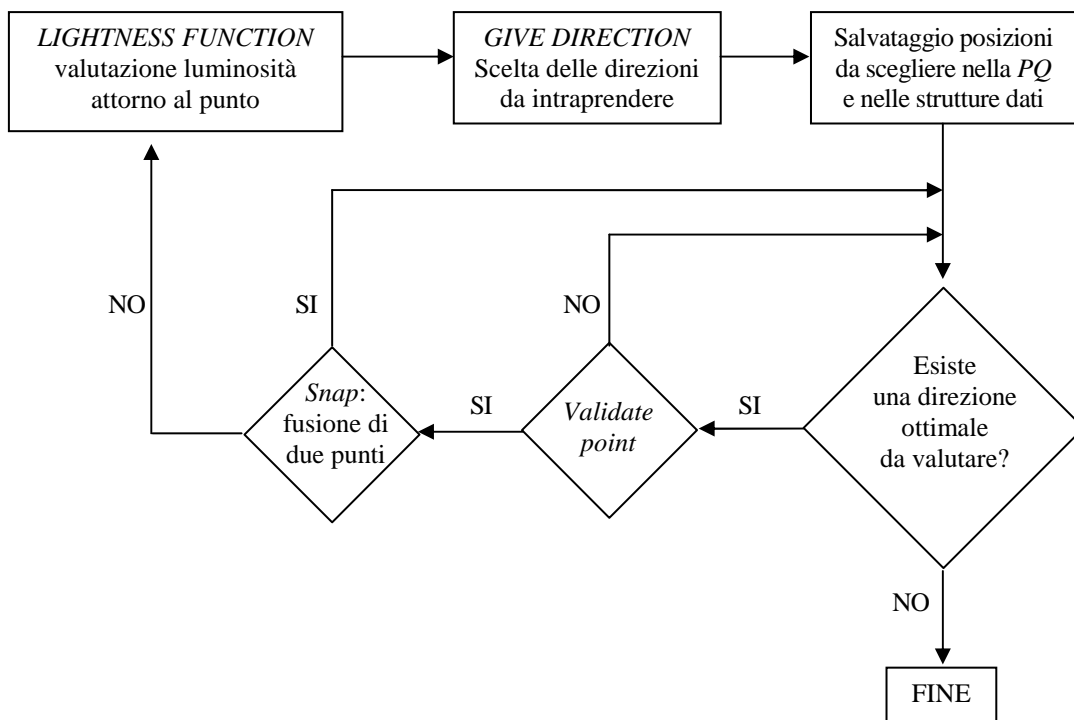 LIGHTNESS FUNCTION
valutazione luminosità
attorno al punto
GIVE DIRECTION
Scelta delle direzioni
da intraprendere
Salvataggio posizioni
da scegliere nella PQ
e nelle strutture dati
NO
SI
NO
Snap:
fusione di
due punti
SI
Validate
point
SI
Esiste
una direzione
ottimale
da valutare?
NO
FINE